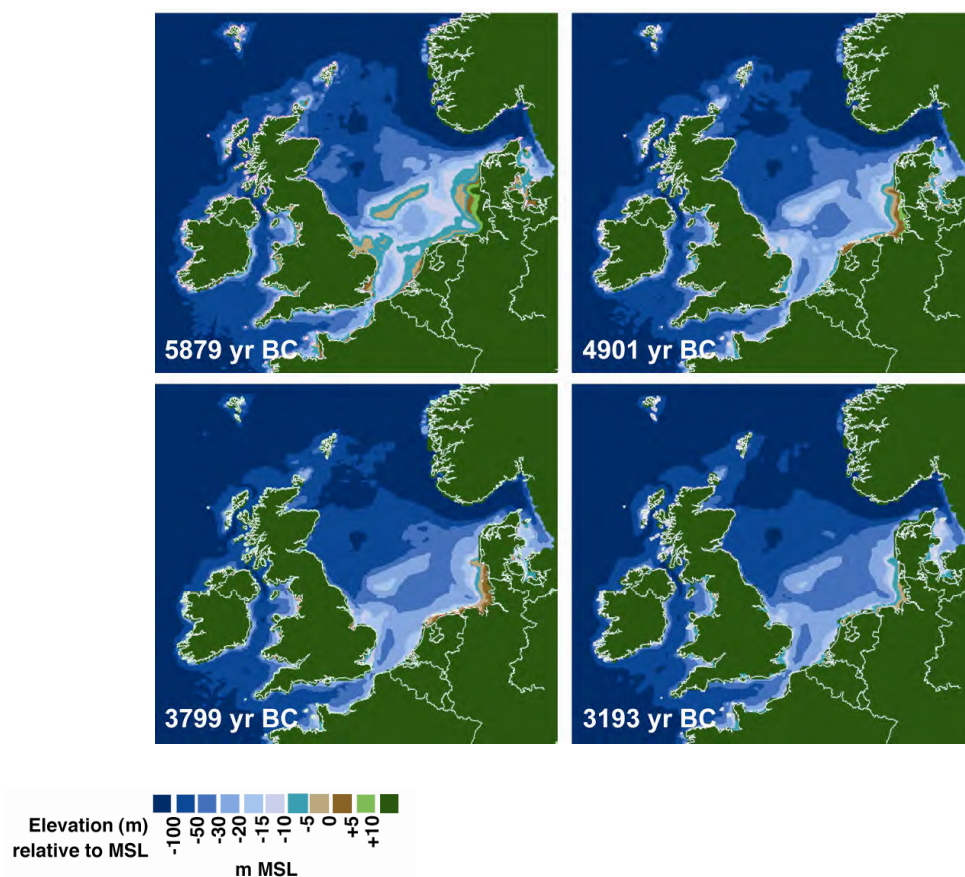 5879 yr BC
4901 yr BC
3799 yr BC
3193 yr BC
Elevation (m)
relative to MSL
-100
-50
-30
-20
-15
-10
-5
0
+5
+10
m MSL